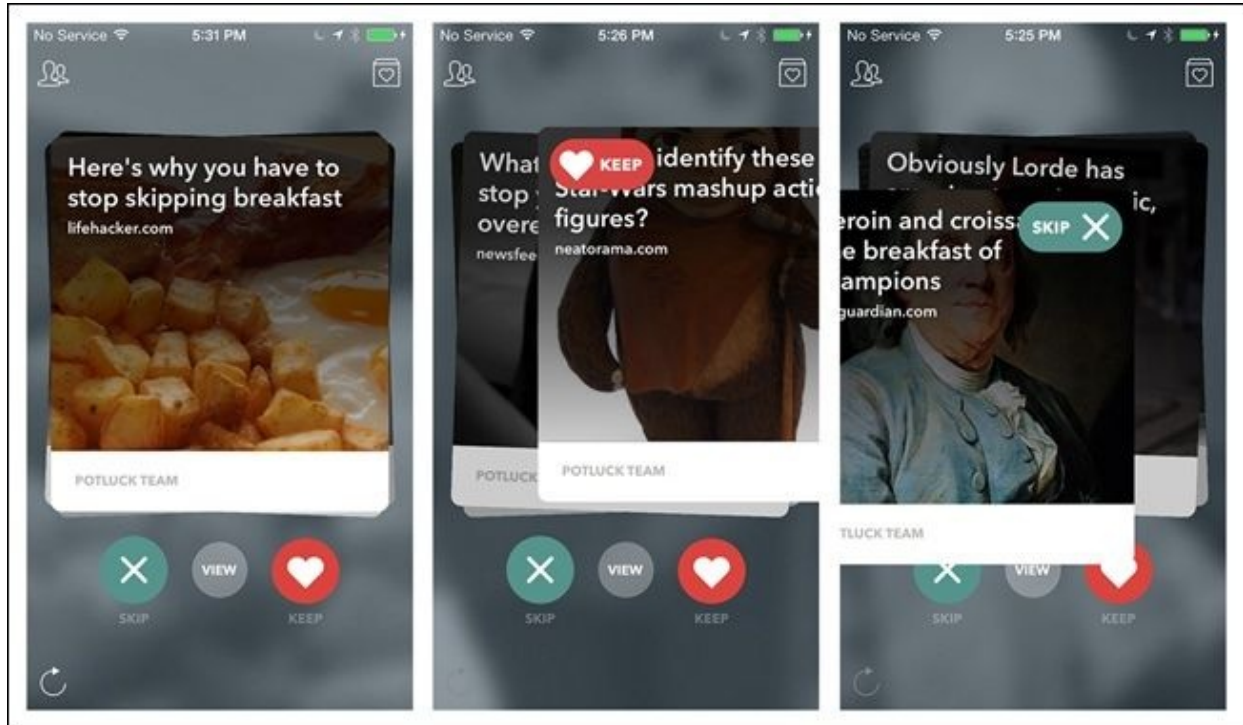 No Service 5:31 PM
Here's why you have to
stop skipping breakfast
lifehacker.com
POTLUCK TEAM
VIEW
SKIP
KEEP
No Service 5:26 PM
What
stop
overe
newsfee
KEEP
identify these
Star Wars mashup actio
figures?
neatorama.com
POTLUCK
POTLUCK TEAM
VIEW
SKIP
KEEP
No Service 5:25 PM
Obviously Lorde has
ic,
SKIP
eroin and croissa
e breakfast of
ampions
guardian.com
TLUCK TEAM
VIEW
SKIP
KEEP